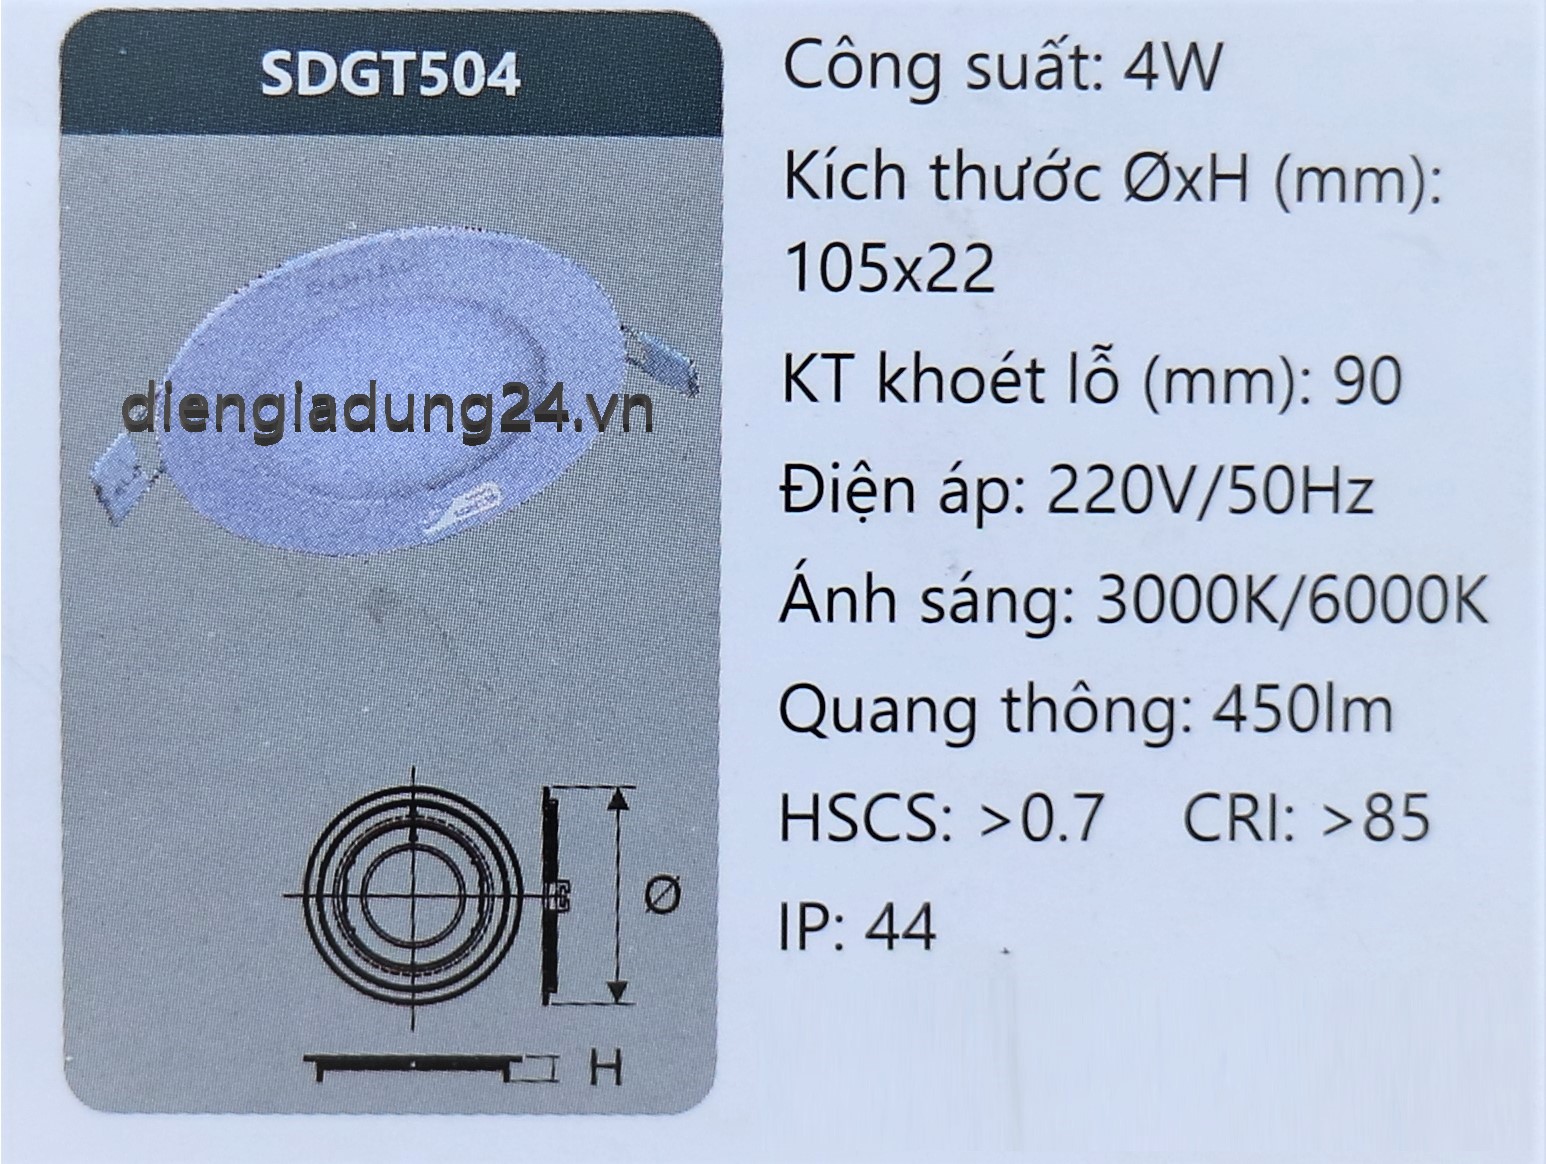 SDGT504
diengiadung24.vn
Ø
H
Công suất: 4W
Kích thước ØxH (mm):
105x22
KT khoét lỗ (mm): 90
Điện áp: 220V/50Hz
Ánh sáng: 3000K/6000K
Quang thông: 450lm
HSCS: >0.7 CRI: >85
IP: 44